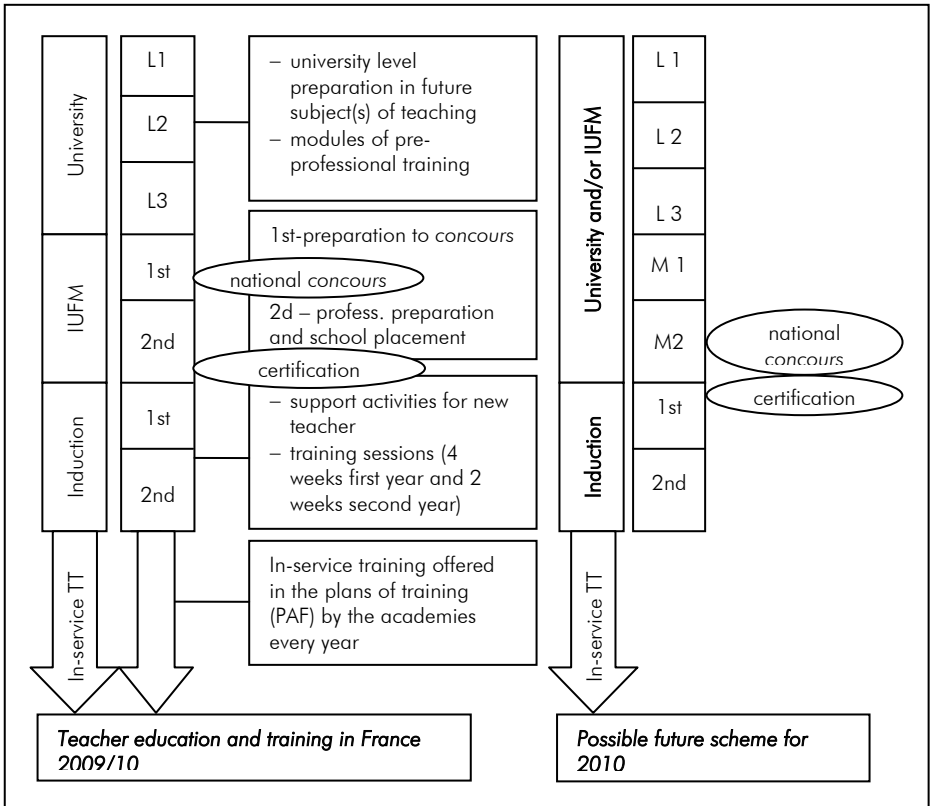 University
IUFM
Induction
In-service TT
L1
L2
L3
1st
2nd
1st
2nd
– university level
preparation in future
subject(s) of teaching
– modules of pre-
professional training
1st-preparation to concours
national concours
2d – profess. preparation
and school placement
certification
– support activities for new
teacher
– training sessions (4
weeks first year and 2
weeks second year)
In-service training offered
in the plans of training
(PAF) by the academies
every year
Teacher education and training in France
2009/10
University and/or IUFM
Induction
In-service TT
L 1
L 2
L 3
M 1
M2
1st
2nd
national
concours
certification
Possible future scheme for
2010